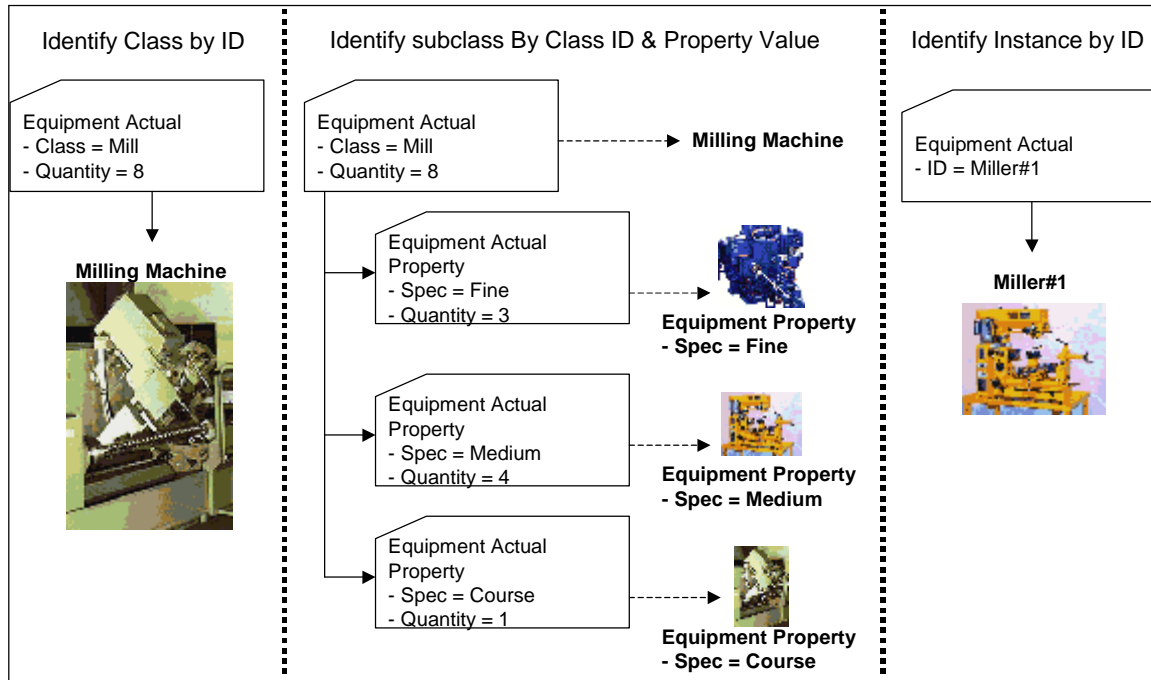 Identify Class by ID
Equipment Actual
- Class = Mill
- Quantity = 8
Milling Machine
Identify subclass By Class ID & Property Value
Equipment Actual
- Class = Mill
- Quantity = 8
Milling Machine
Equipment Actual
Property
- Spec = Fine
- Quantity = 3
Equipment Property
- Spec = Fine
Equipment Actual
Property
- Spec = Medium
- Quantity = 4
Equipment Property
- Spec = Medium
Equipment Actual
Property
- Spec = Course
- Quantity = 1
Equipment Property
- Spec = Course
Identify Instance by ID
Equipment Actual
- ID = Miller#1
Miller#1